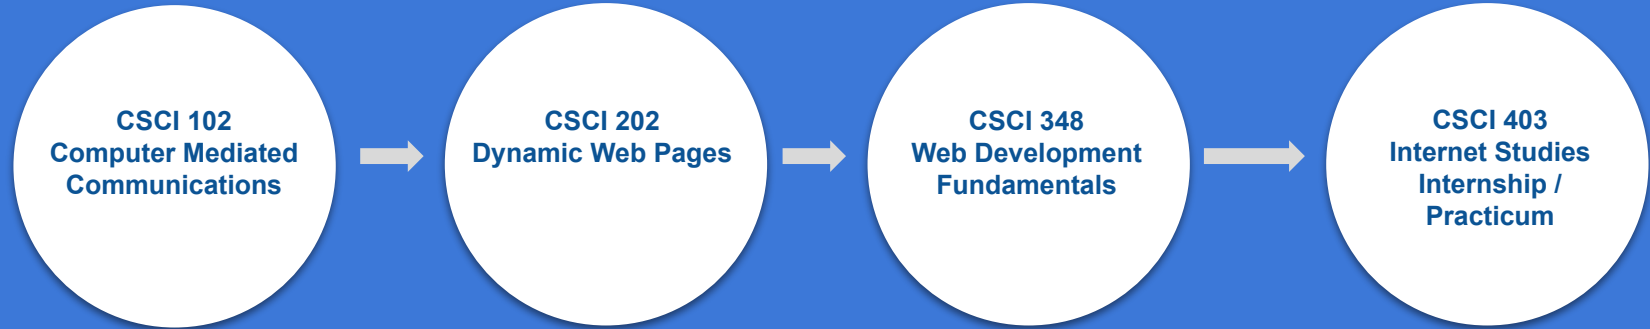 CSCI 102
Computer Mediated
Communications
CSCI 202
Dynamic Web Pages
CSCI 348
Web Development
Fundamentals
CSCI 403
Internet Studies
Internship /
Practicum